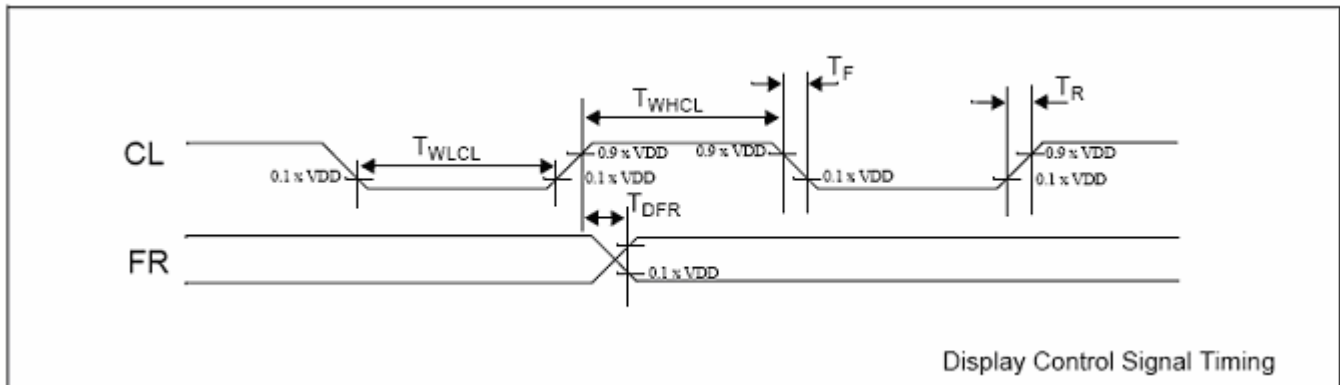 T_F
T_R
T_WHCL
CL
T_WLCL
0.9 x VDD
0.9 x VDD
0.9 x VDD
0.1 x VDD
0.1 x VDD
0.1 x VDD
0.1 x VDD
T_DFR
FR
0.1 x VDD
Display Control Signal Timing